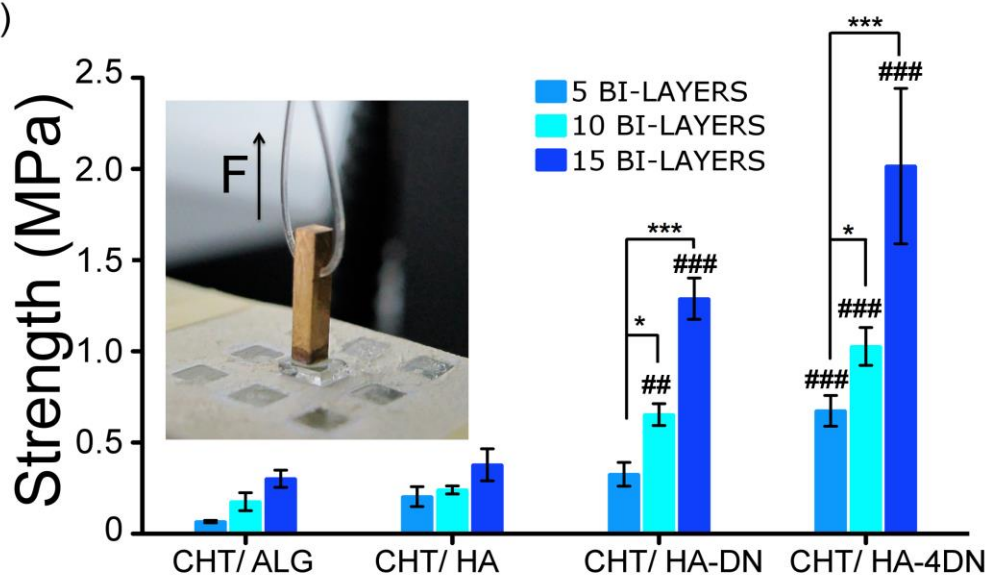 )
***
###
2.5
5 BI-LAYERS
10 BI-LAYERS
15 BI-LAYERS
2.0
F
***
###
1.5
*
*
###
1.0
##
###
0.5
0
Strength (MPa)
CHT/ ALG
CHT/ HA
CHT/ HA-DN
CHT/ HA-4DN